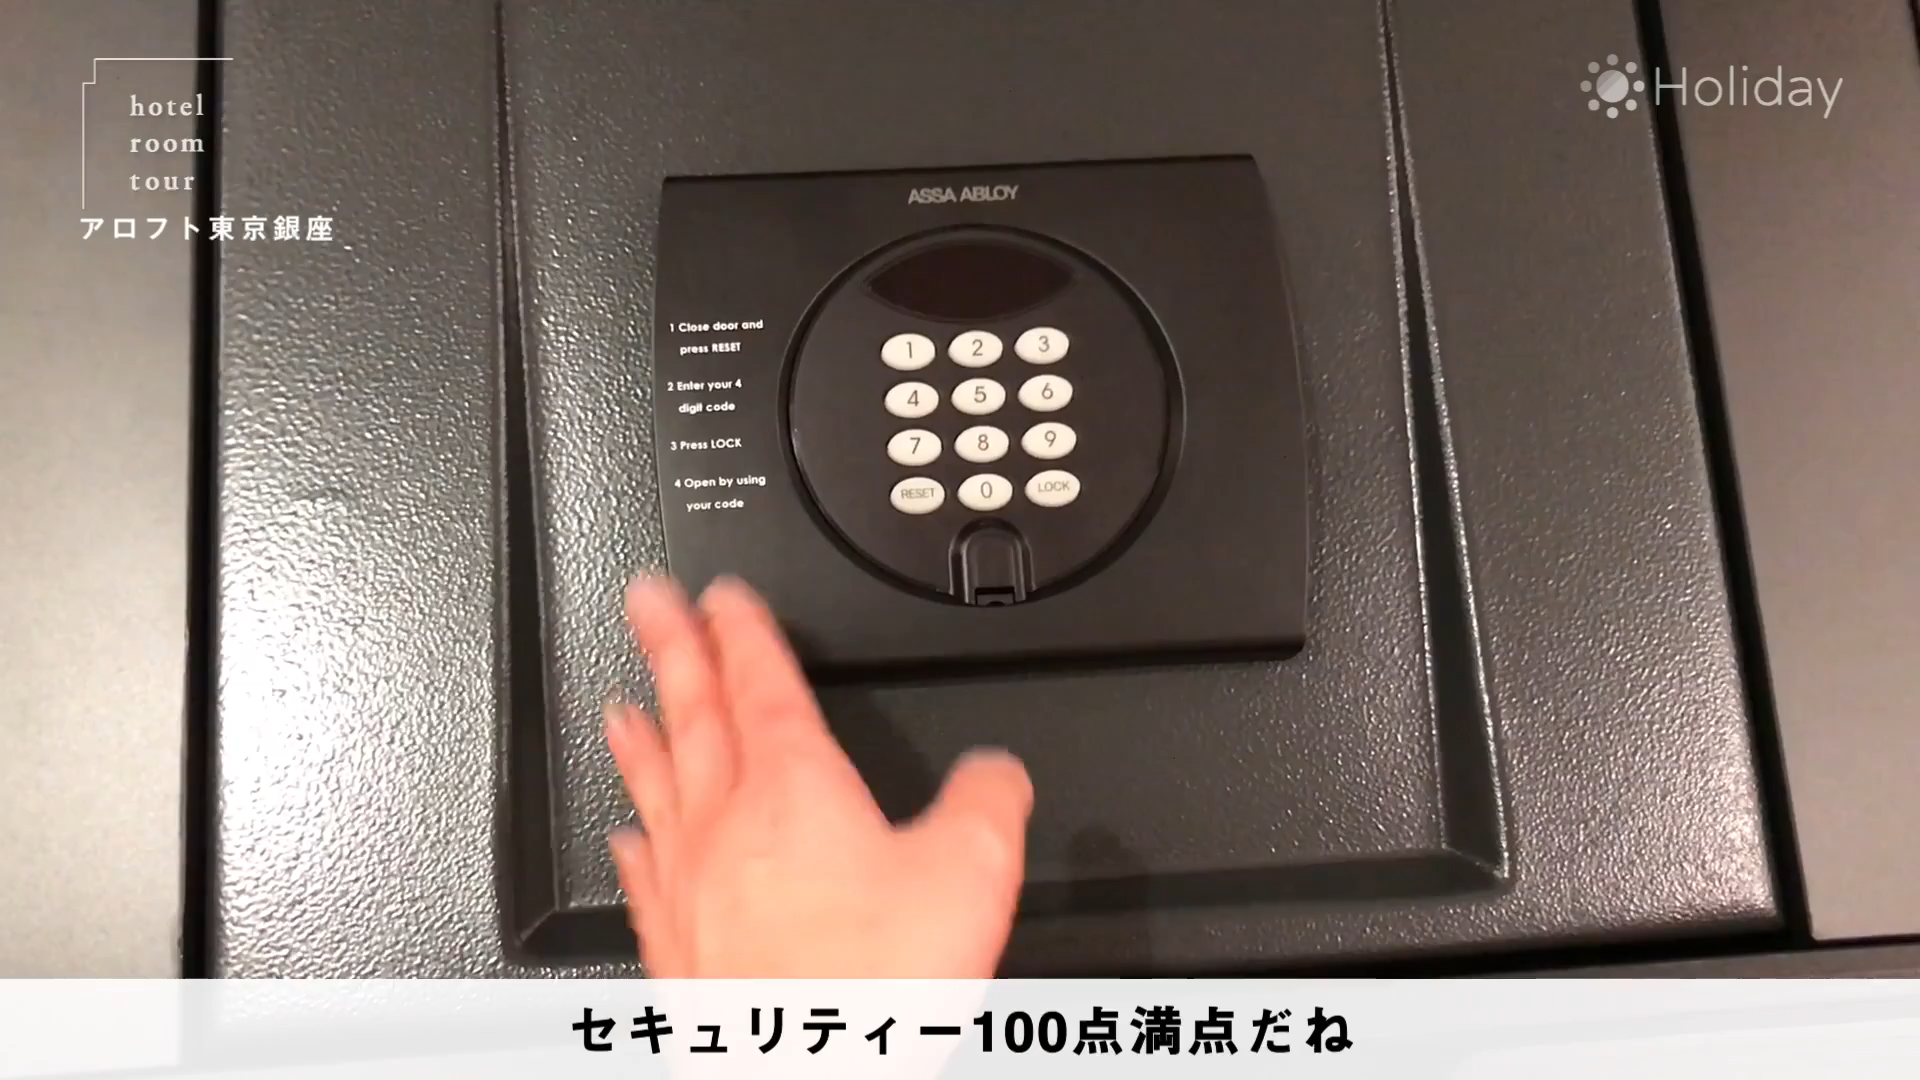 hotel
room
tour
アロフト東京銀座
Holiday
ASSA ABLOY
1 Close door and
press RESET
2 Enter your 4
digit code
3 Press LOCK
4 Open by using
your code
1 2 3
4 5 6
7 8 9
RESET 0 LOCK
セキュリティー100点満点だね